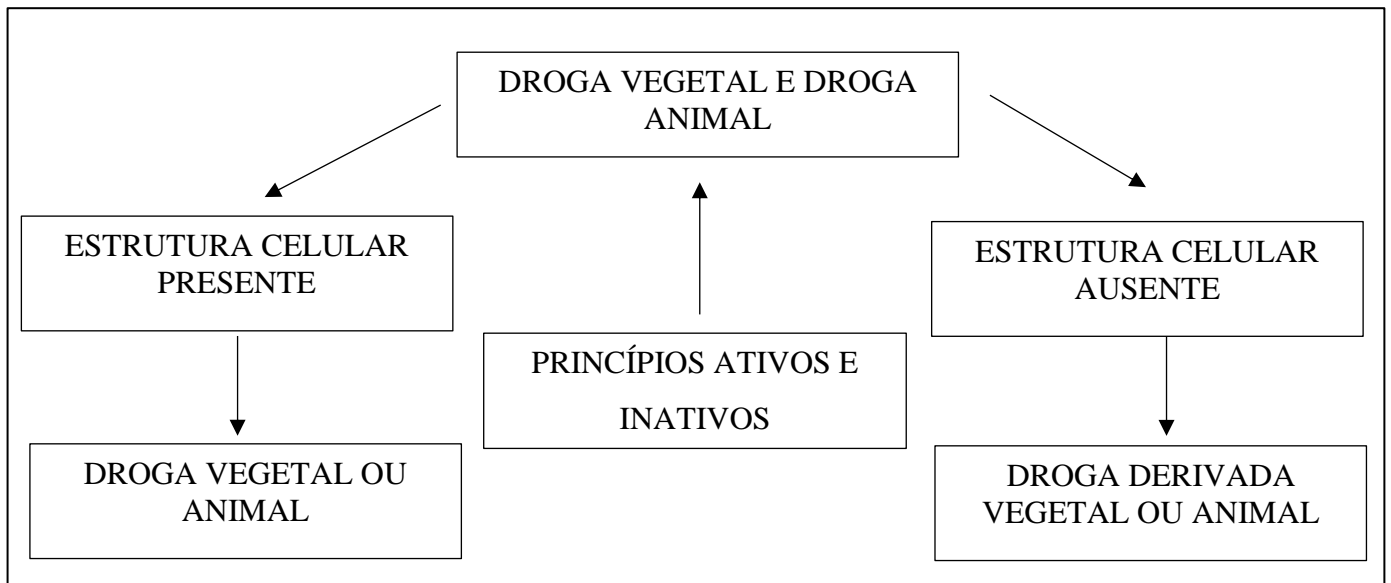 DROGA VEGETAL E DROGA
ANIMAL
ESTRUTURA CELULAR
PRESENTE
PRINCÍPIOS ATIVOS E
INATIVOS
ESTRUTURA CELULAR
AUSENTE
DROGA VEGETAL OU
ANIMAL
DROGA DERIVADA
VEGETAL OU ANIMAL